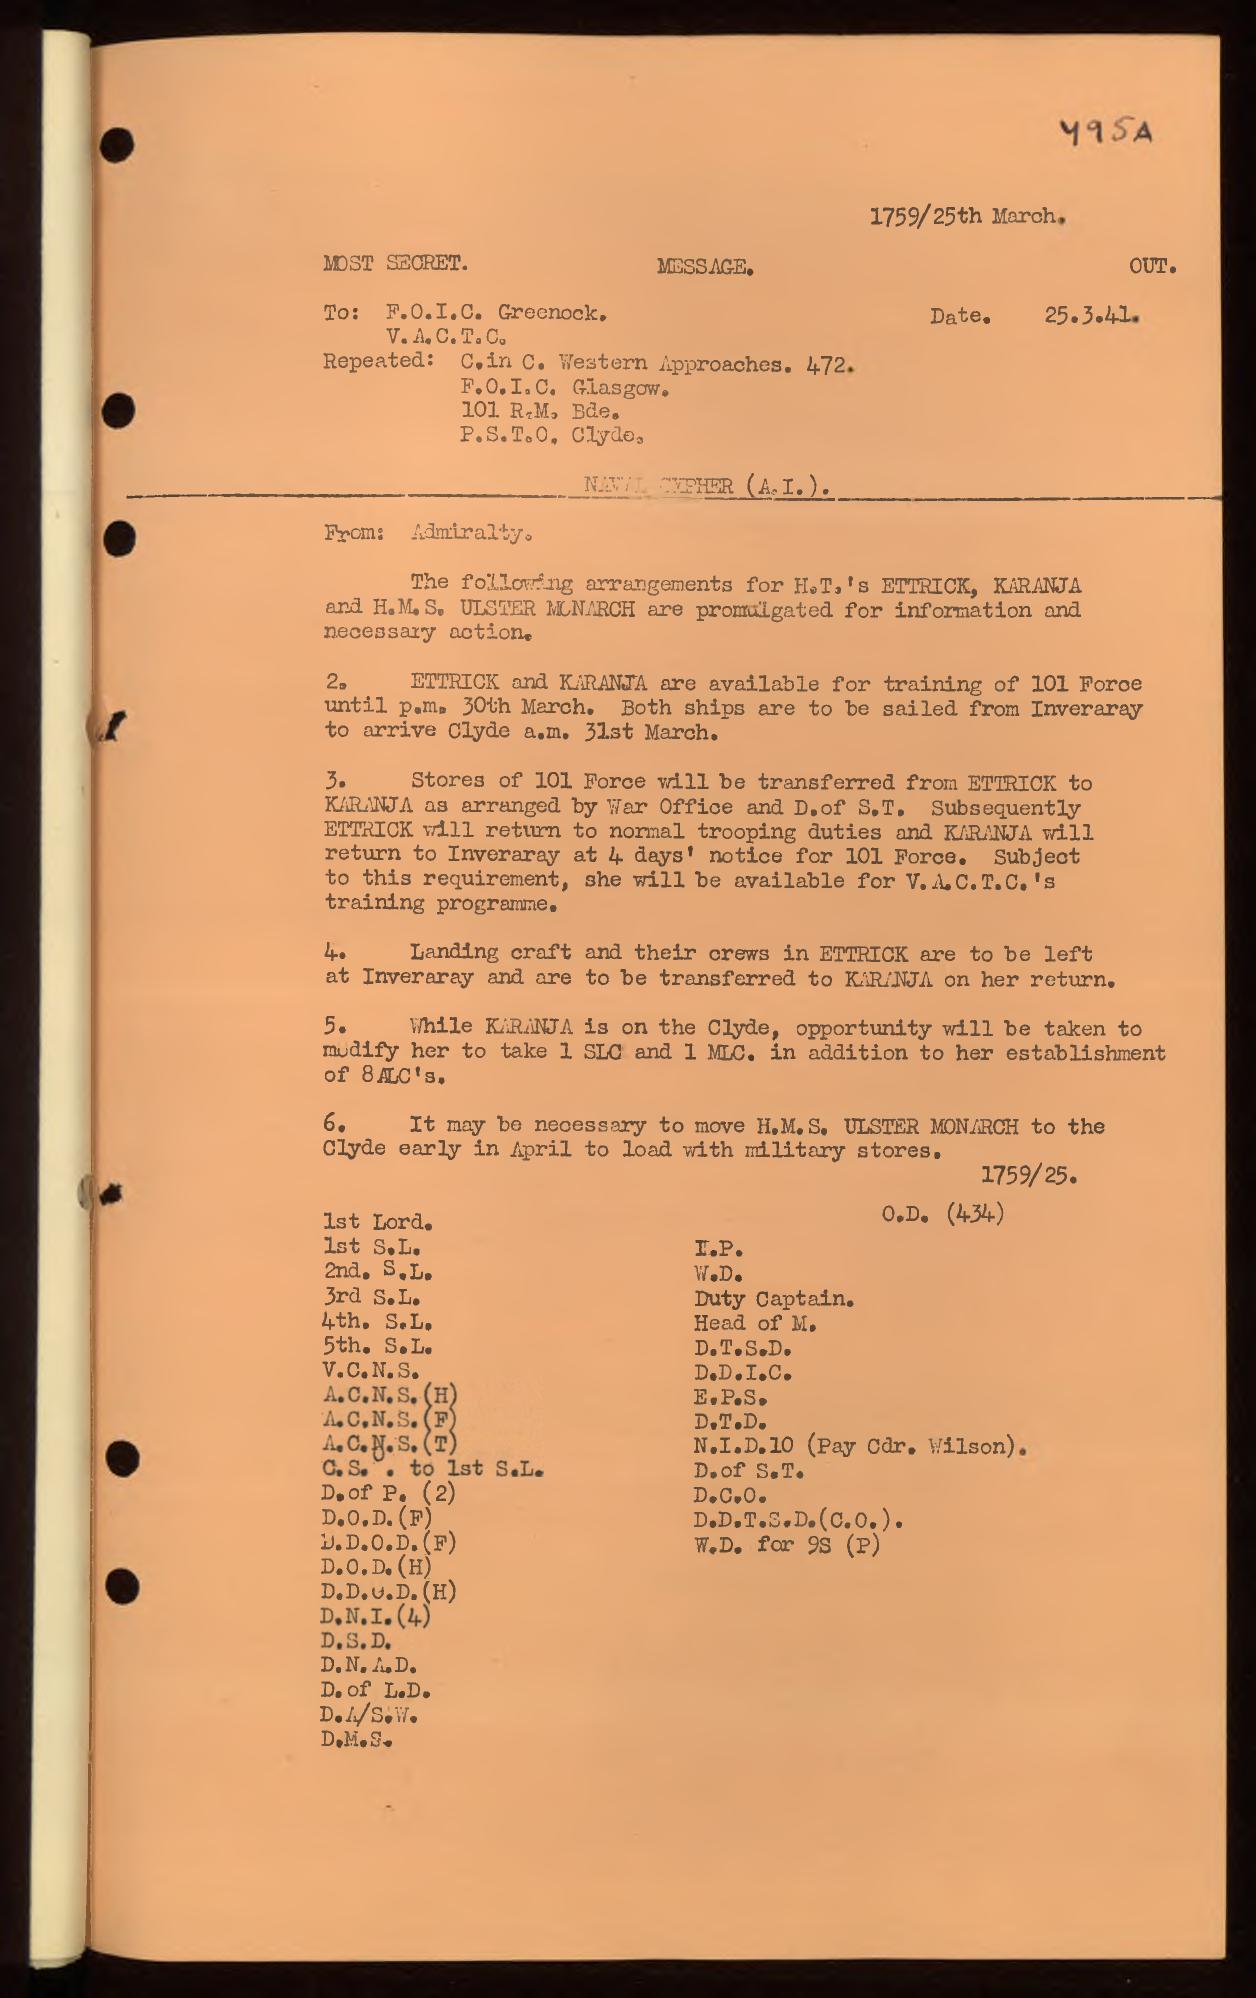 495A
1759/25th March.
MOST SECRET. MESSAGE. OUT.
To: F.O.I.C. Greenock. Date. 25.3.41.
V.A.C.T.C.
Repeated: C.in C. Western Approaches. 472.
F.O.I.C. Glasgow.
101 R.M. Bde.
P.S.T.O. Clyde.
NAVAL CYPHER (A.I.).
From: Admiralty.
The following arrangements for H.T.'s ETTRICK, KARANJA
and H.M.S. ULSTER MONARCH are promulgated for information and
necessary action.
2. ETTRICK and KARANJA are available for training of 101 Force
until p.m. 30th March. Both ships are to be sailed from Inveraray
to arrive Clyde a.m. 31st March.
3. Stores of 101 Force will be transferred from ETTRICK to
KARANJA as arranged by War Office and D.of S.T. Subsequently
ETTRICK will return to normal trooping duties and KARANJA will
return to Inveraray at 4 days' notice for 101 Force. Subject
to this requirement, she will be available for V.A.C.T.C.'s
training programme.
4. Landing craft and their crews in ETTRICK are to be left
at Inveraray and are to be transferred to KARANJA on her return.
5. While KARANJA is on the Clyde, opportunity will be taken to
modify her to take 1 SLC and 1 MLC. in addition to her establishment
of 8 ALC's.
6. It may be necessary to move H.M.S. ULSTER MONARCH to the
Clyde early in April to load with military stores.
1759/25.
O.D. (434)
1st Lord.
1st S.L.
2nd. S.L.
3rd S.L.
4th. S.L.
5th. S.L.
V.C.N.S.
A.C.N.S.(H)
A.C.N.S.(F)
A.C.N.S.(T)
to 1st S.L.
D.of P. (2)
D.O.D.(F)
D.D.O.D.(F)
D.O.D.(H)
D.D.O.D.(H)
D.N.I.(4)
D.S.D.
D.N.A.D.
D.of L.D.
D.A/S.W.
D.M.S.
W.D.
Duty Captain.
Head of M.
D.T.S.D.
D.D.I.C.
E.P.S.
D.T.D.
N.I.D.10 (Pay Cdr. Wilson).
D.of S.T.
D.C.O.
D.D.T.S.D.(C.O.).
W.D. for 9S (P)